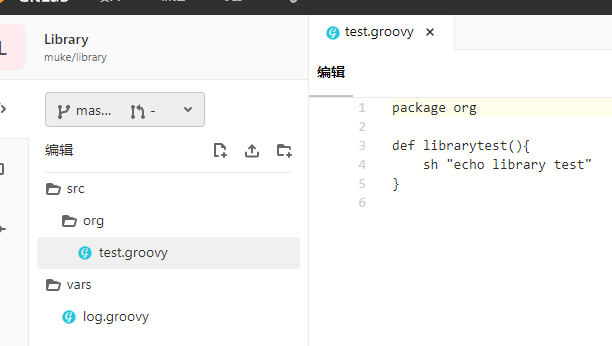 Library
muke/library
mas... -
编辑
src
org
test.groovy
vars
log.groovy
test.groovy ×
编辑
1 package org
2
3 def librarytest(){
4 sh "echo library test"
5 }
6